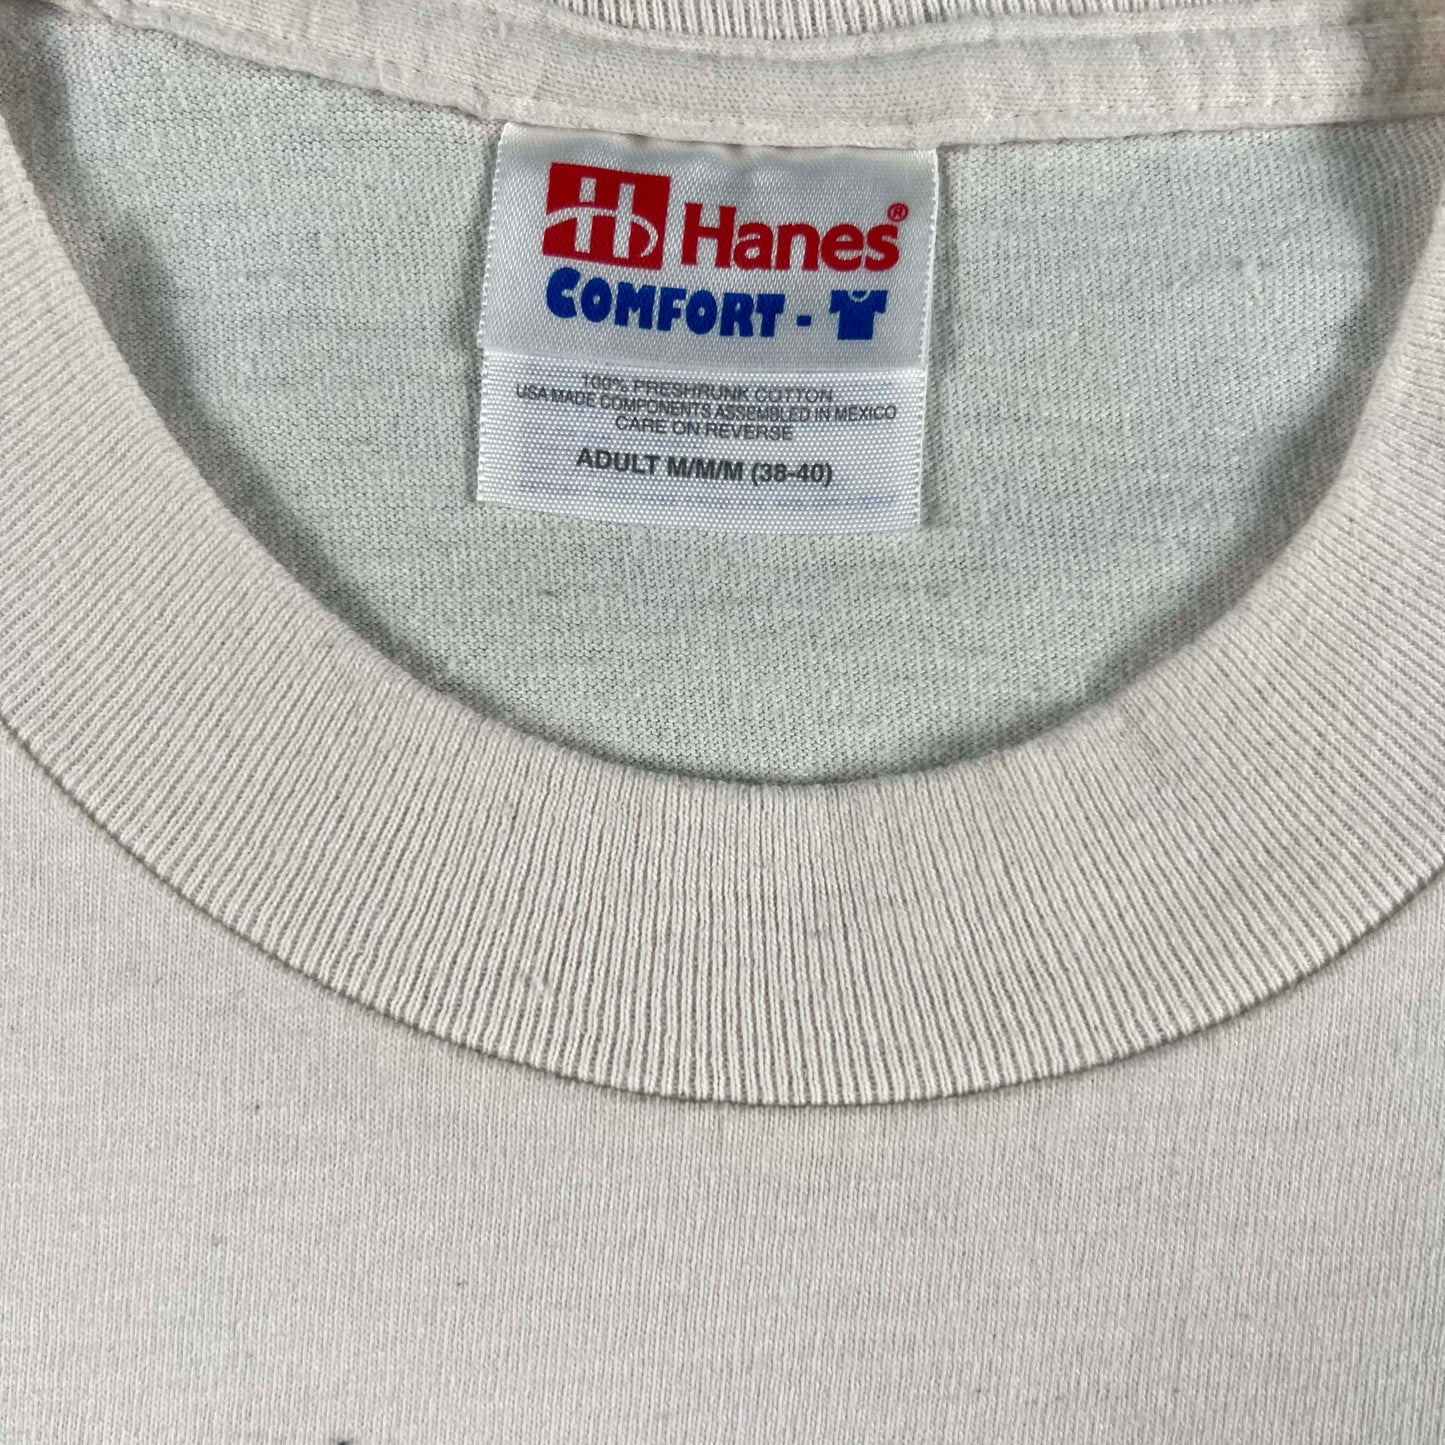 Hanes®
COMFORT -
100% PRESHRUNK COTTON
USA MADE COMPONENTS ASSEMBLED IN MEXICO
CARE ON REVERSE
ADULT M/M/M (38-40)